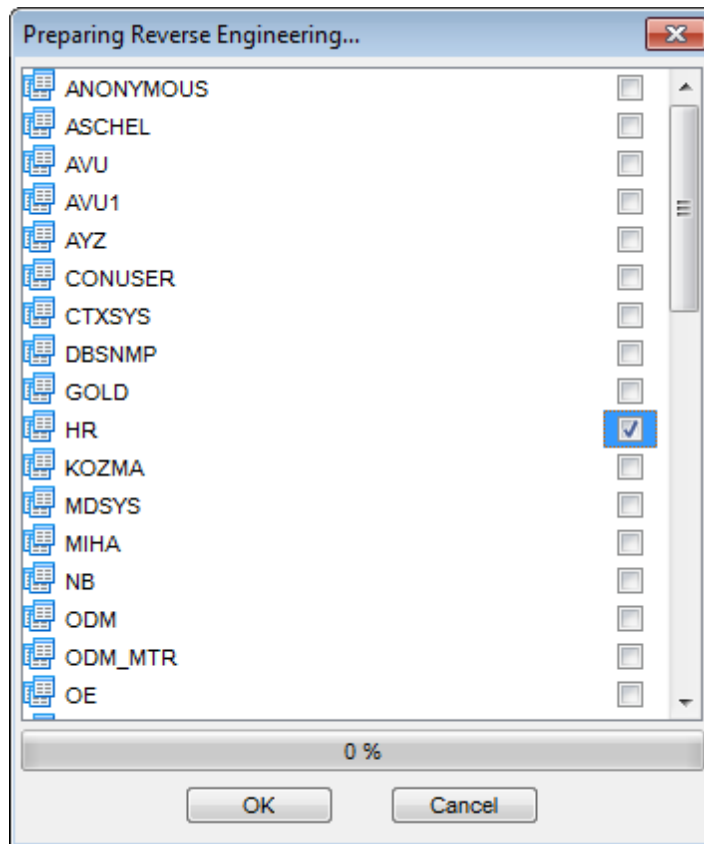 Preparing Reverse Engineering...
ANONYMOUS
ASCHEL
AVU
AVU1
AYZ
CONUSER
CTXSYS
DBSNMP
GOLD
HR
KOZMA
MDSYS
MIHA
NB
ODM
ODM_MTR
OE
0 %
OK Cancel